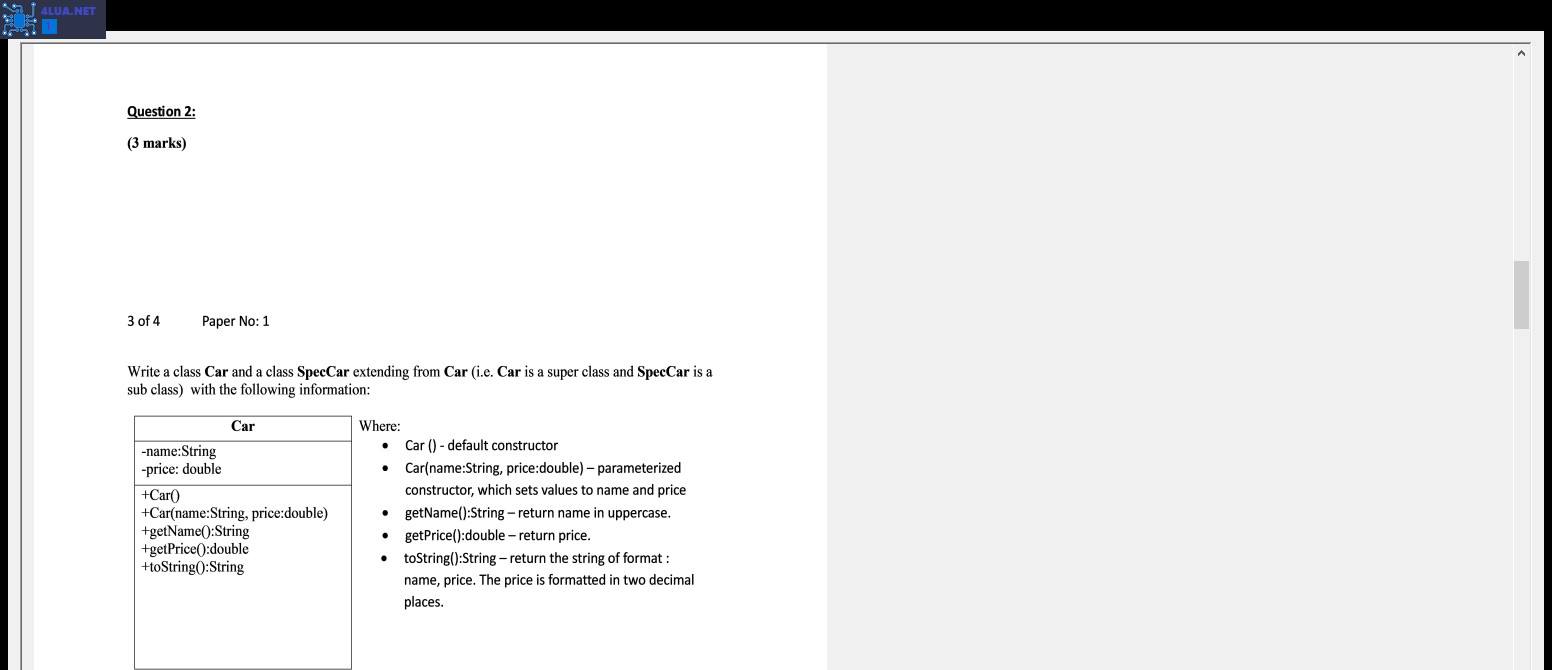 4LUA.NET
1
Question 2:
(3 marks)
3 of 4 Paper No: 1
Write a class Car and a class SpecCar extending from Car (i.e. Car is a super class and SpecCar is a
sub class) with the following information:
Car
-name:String
-price: double
+Car()
+Car(name:String, price:double)
+getName():String
+getPrice():double
+toString():String
Where:
• Car () - default constructor
• Car(name:String, price:double) – parameterized
constructor, which sets values to name and price
• getName():String – return name in uppercase.
• getPrice():double – return price.
• toString():String – return the string of format :
name, price. The price is formatted in two decimal
places.